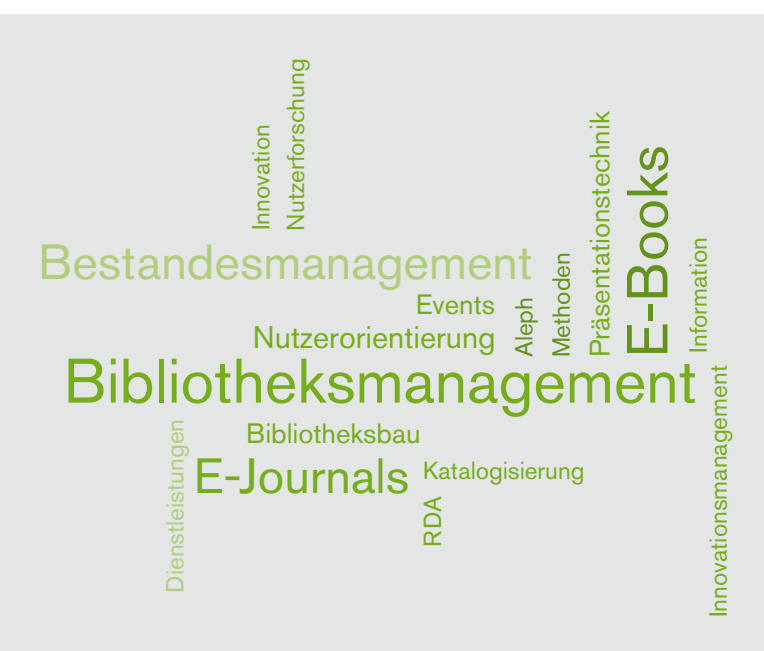 Innovation
Nutzerforschung
Präsentationstechnik
E-Books
Bestandesmanagement
Events
Aleph
Methoden
Information
Nutzerorientierung
Bibliotheksmanagement
Innovationsmanagement
Bibliotheksbau
Dienstleistungen
E-Journals
Katalogisierung
RDA